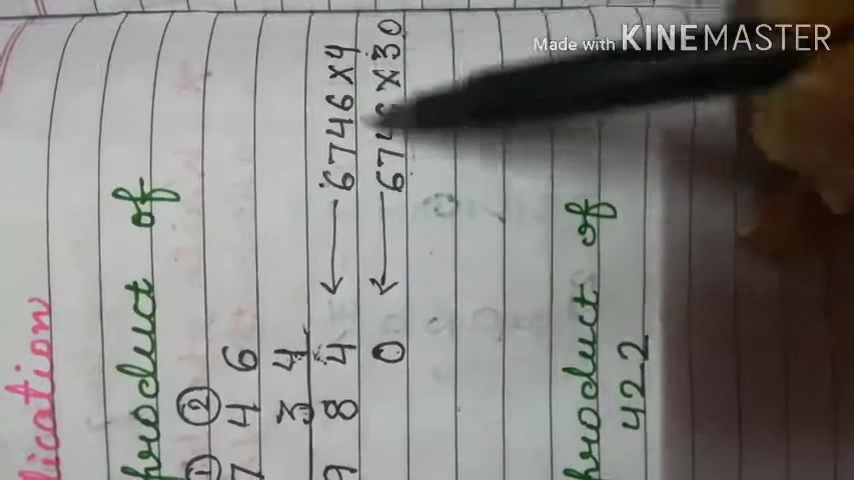 Made with KINEMASTER
lication
product of
① ②
7 4 6
3 4
9 8 4 ← 6746 x 4
0 ← 6746 x 30
product of
422